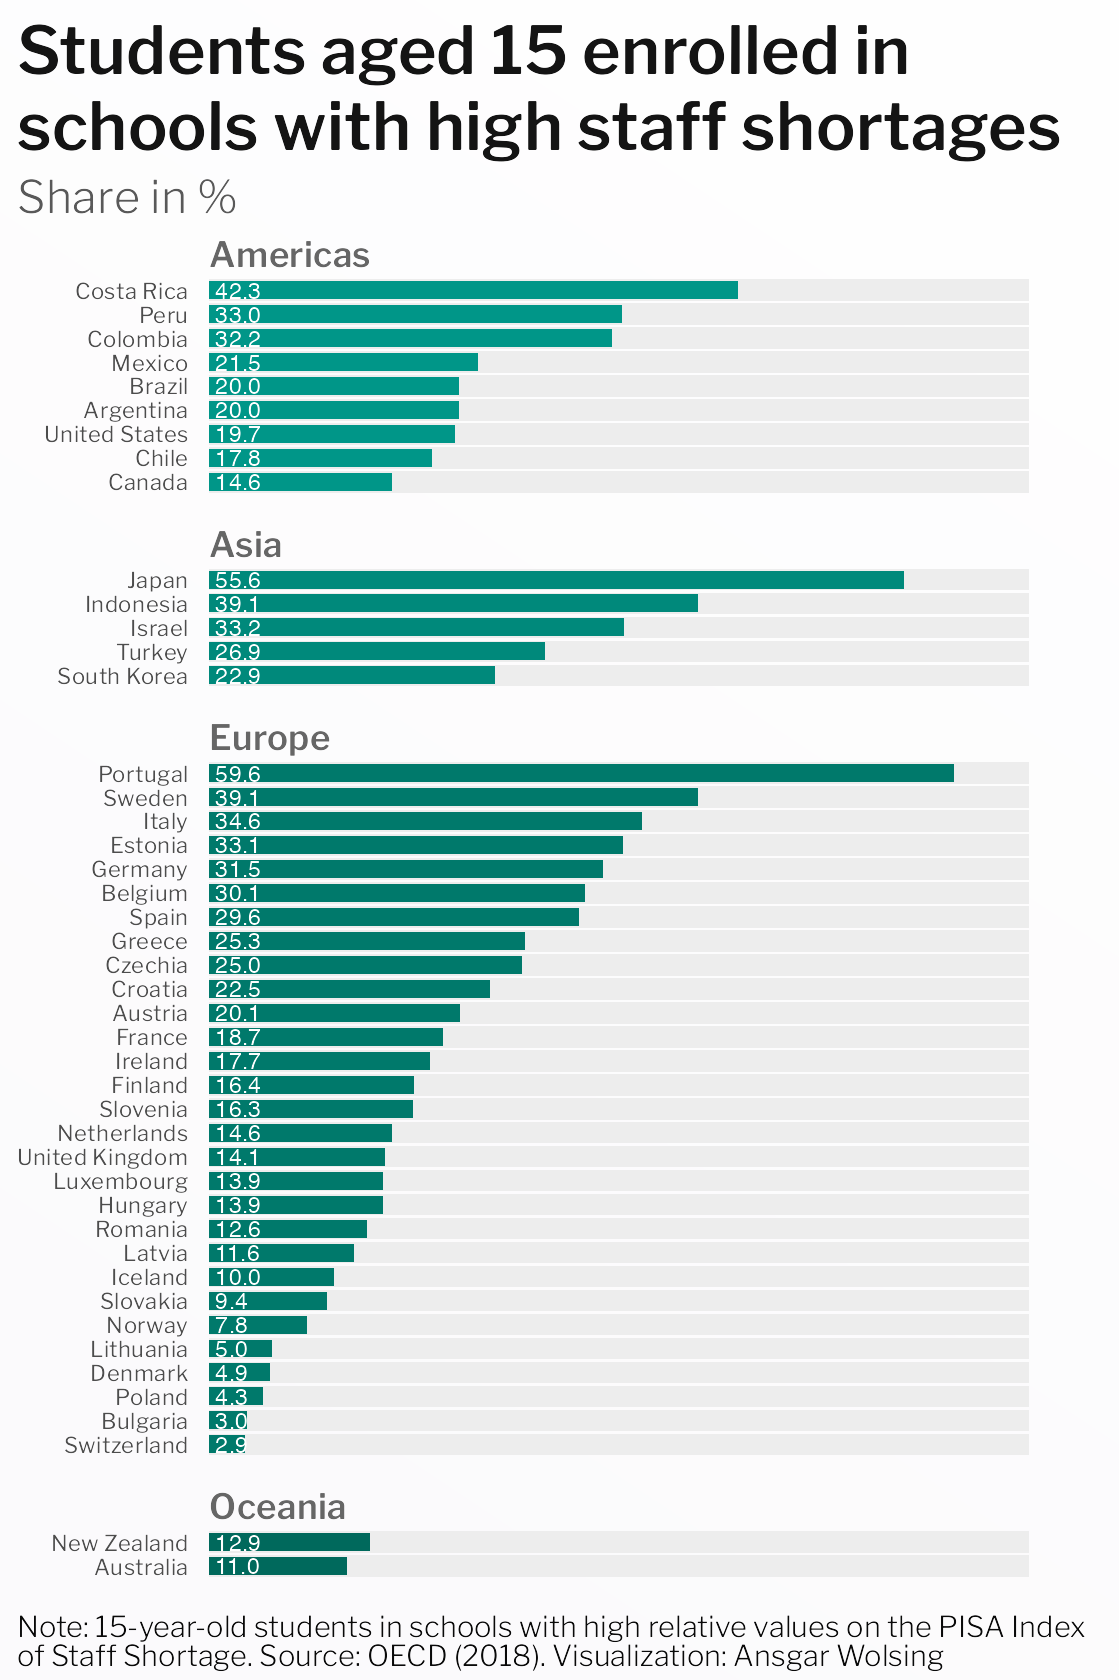 Students aged 15 enrolled in
schools with high staff shortages
Share in %
Americas
Costa Rica 42.3
Peru 33.0
Colombia 32.2
Mexico 21.5
Brazil 20.0
Argentina 20.0
United States 19.7
Chile 17.8
Canada 14.6
Asia
Japan 55.6
Indonesia 39.1
Israel 33.2
Turkey 26.9
South Korea 22.9
Europe
Portugal 59.6
Sweden 39.1
Italy 34.6
Estonia 33.1
Germany 31.5
Belgium 30.1
Spain 29.6
Greece 25.3
Czechia 25.0
Croatia 22.5
Austria 20.1
France 18.7
Ireland 17.7
Finland 16.4
Slovenia 16.3
Netherlands 14.6
United Kingdom 14.1
Luxembourg 13.9
Hungary 13.9
Romania 12.6
Latvia 11.6
Iceland 10.0
Slovakia 9.4
Norway 7.8
Lithuania 5.0
Denmark 4.9
Poland 4.3
Bulgaria 3.0
Switzerland 2.9
Oceania
New Zealand 12.9
Australia 11.0
Note: 15-year-old students in schools with high relative values on the PISA Index
of Staff Shortage. Source: OECD (2018). Visualization: Ansgar Wolsing